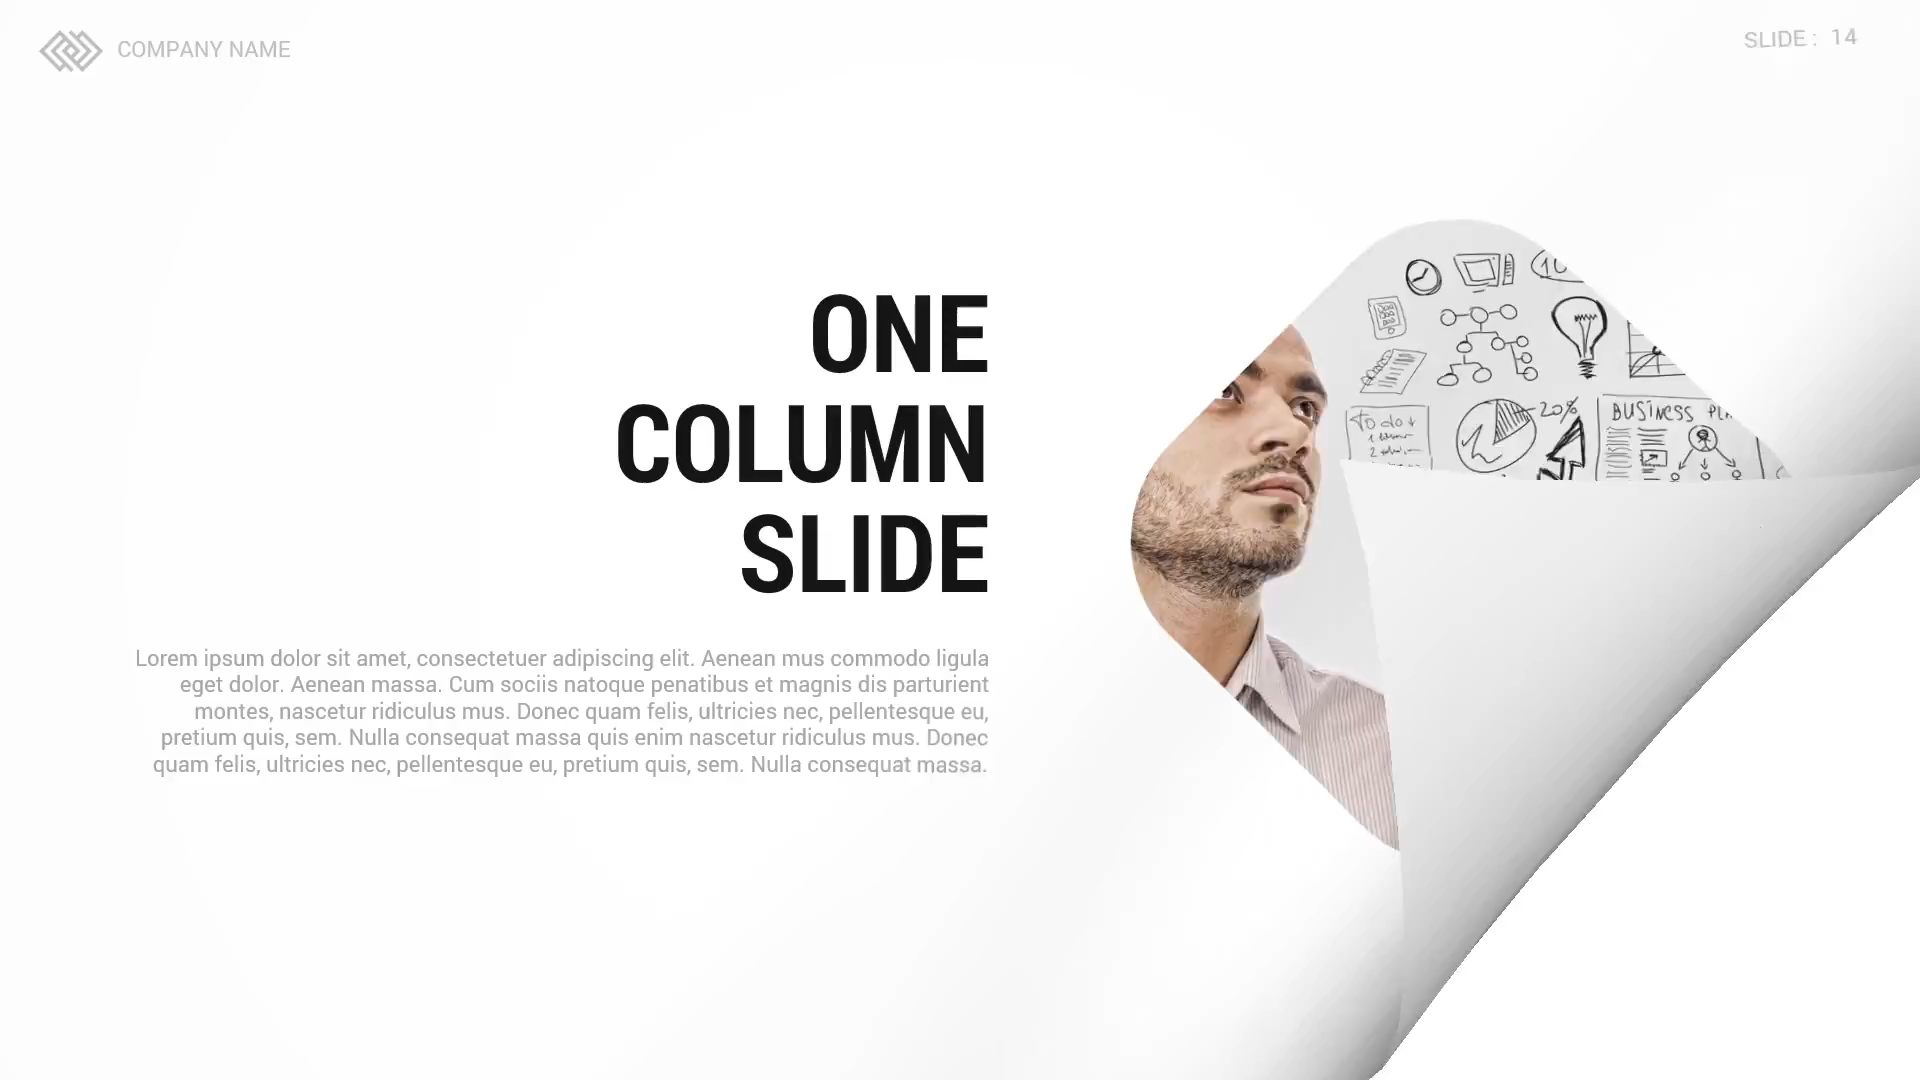 COMPANY NAME
SLIDE : 14
ONE
COLUMN
SLIDE
Lorem ipsum dolor sit amet, consectetuer adipiscing elit. Aenean mus commodo ligula
eget dolor. Aenean massa. Cum sociis natoque penatibus et magnis dis parturient
montes, nascetur ridiculus mus. Donec quam felis, ultricies nec, pellentesque eu,
pretium quis, sem. Nulla consequat massa quis enim nascetur ridiculus mus. Donec
quam felis, ultricies nec, pellentesque eu, pretium quis, sem. Nulla consequat massa.
10
To do
20%
BUSINESS